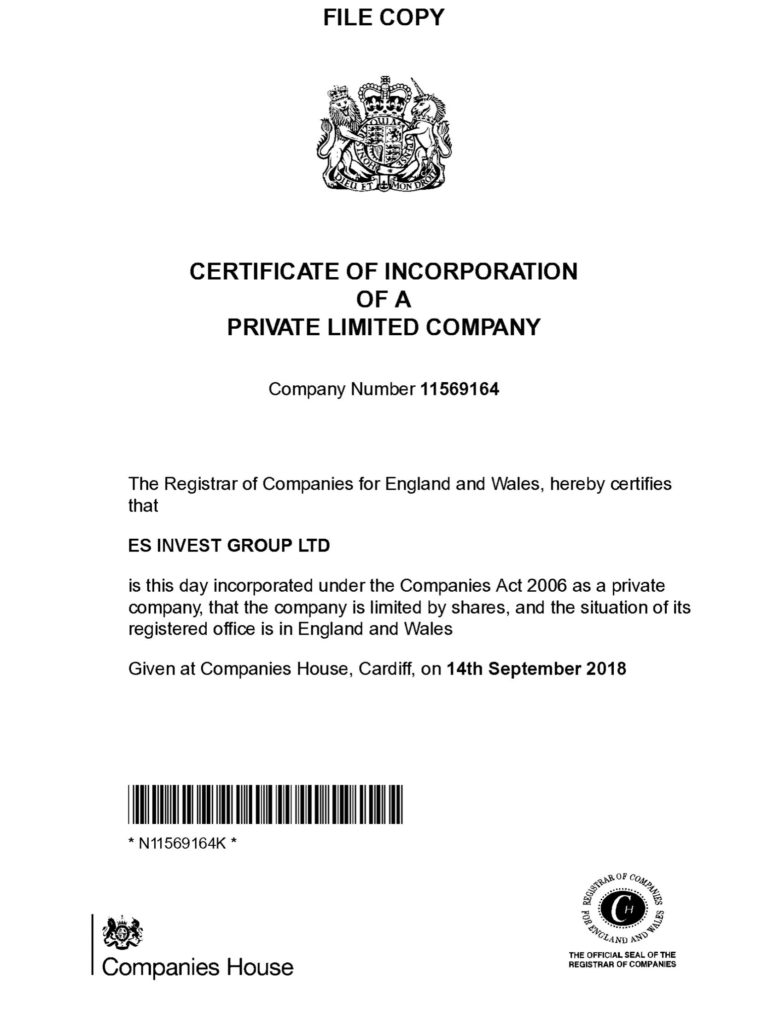 FILE COPY
QUI
DIEU ET MON DROIT
CERTIFICATE OF INCORPORATION
OF A
PRIVATE LIMITED COMPANY
Company Number 11569164
The Registrar of Companies for England and Wales, hereby certifies
that
ES INVEST GROUP LTD
is this day incorporated under the Companies Act 2006 as a private
company, that the company is limited by shares, and the situation of its
registered office is in England and Wales
Given at Companies House, Cardiff, on 14th September 2018
* N11569164K *
REGISTRAR OF COMPANIES
FOR ENGLAND AND WALES
CH
THE OFFICIAL SEAL OF THE
REGISTRAR OF COMPANIES
Companies House